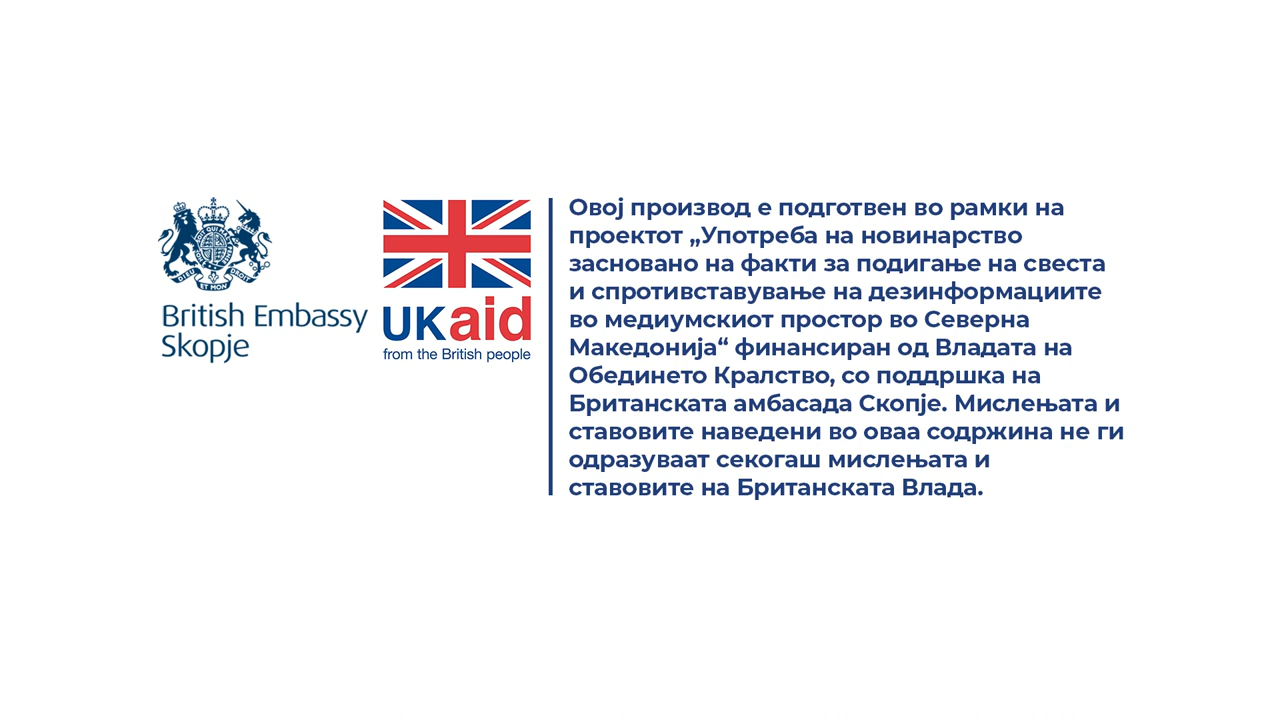 British Embassy
Skopje
UKaid
from the British people
Овој производ е подготвен во рамки на
проектот „Употреба на новинарство
засновано на факти за подигање на свеста
и спротивставување на дезинформациите
во медиумскиот простор во Северна
Македонија“ финансиран од Владата на
Обединето Кралство, со поддршка на
Британската амбасада Скопје. Мислењата и
ставовите наведени во оваа содржина не ги
одразуваат секогаш мислењата и
ставовите на Британската Влада.